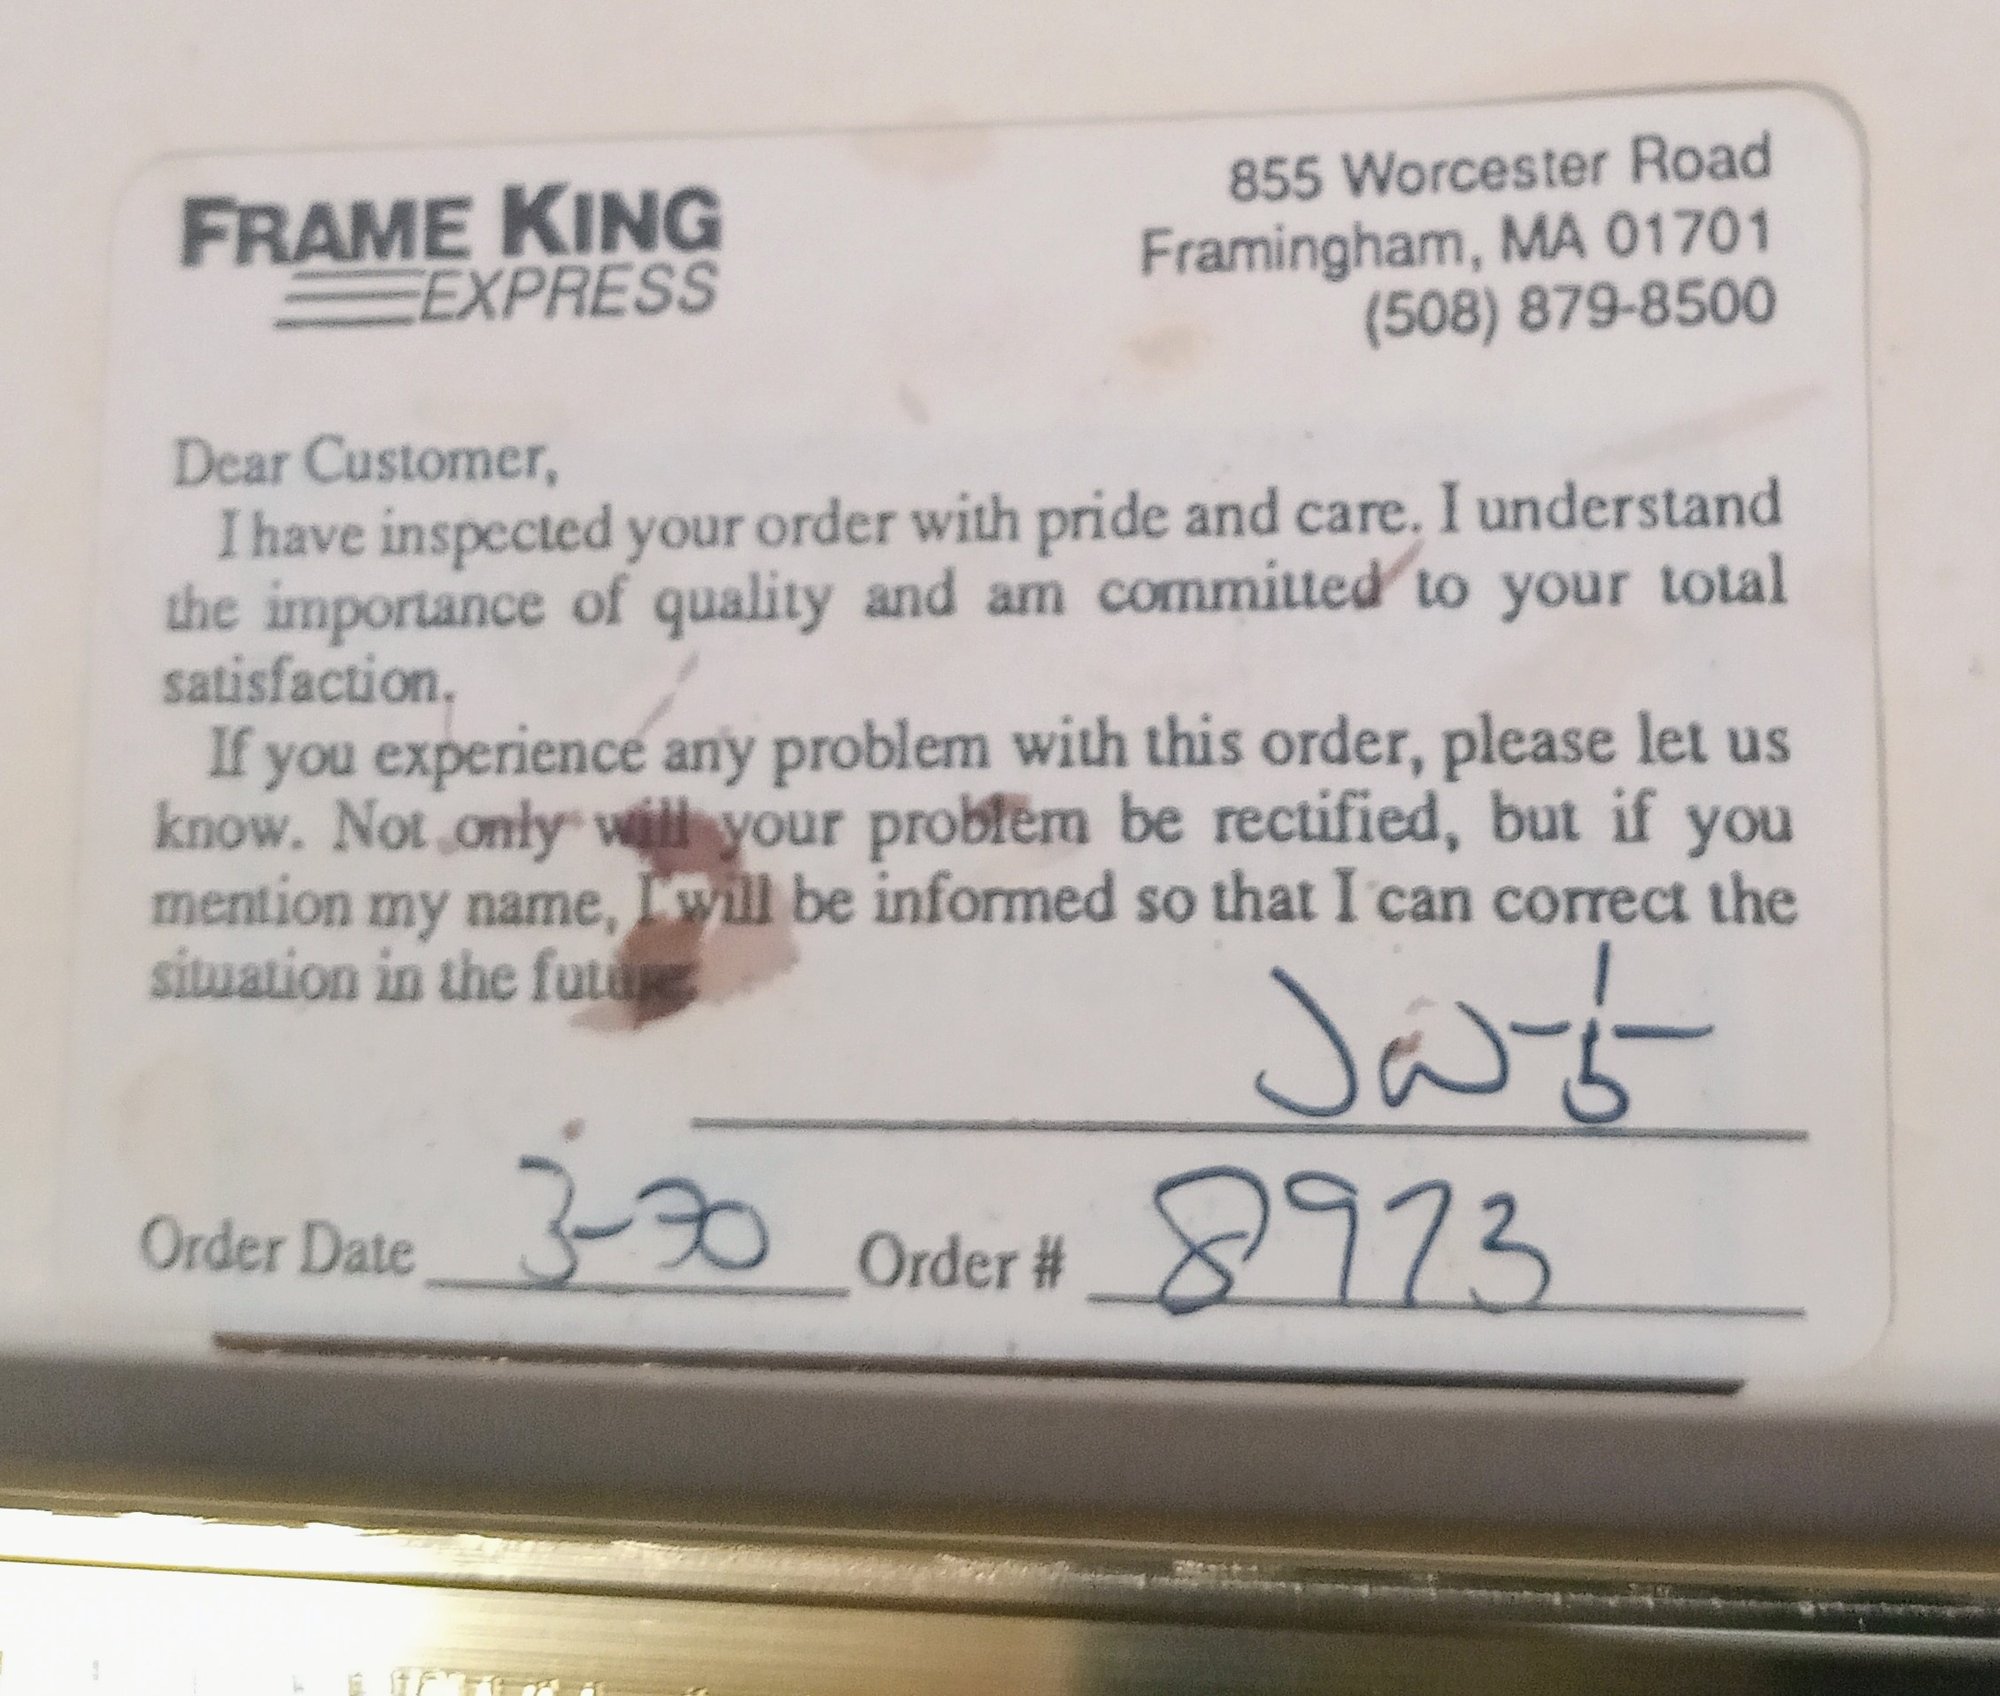 FRAME KING
EXPRESS
855 Worcester Road
Framingham, MA 01701
(508) 879-8500
Dear Customer,
I have inspected your order with pride and care. I understand
the importance of quality and am committed to your total
satisfaction.
If you experience any problem with this order, please let us
know. Not only will your problem be rectified, but if you
mention my name, I will be informed so that I can correct the
situation in the future
Order Date 3-30 Order # 8973